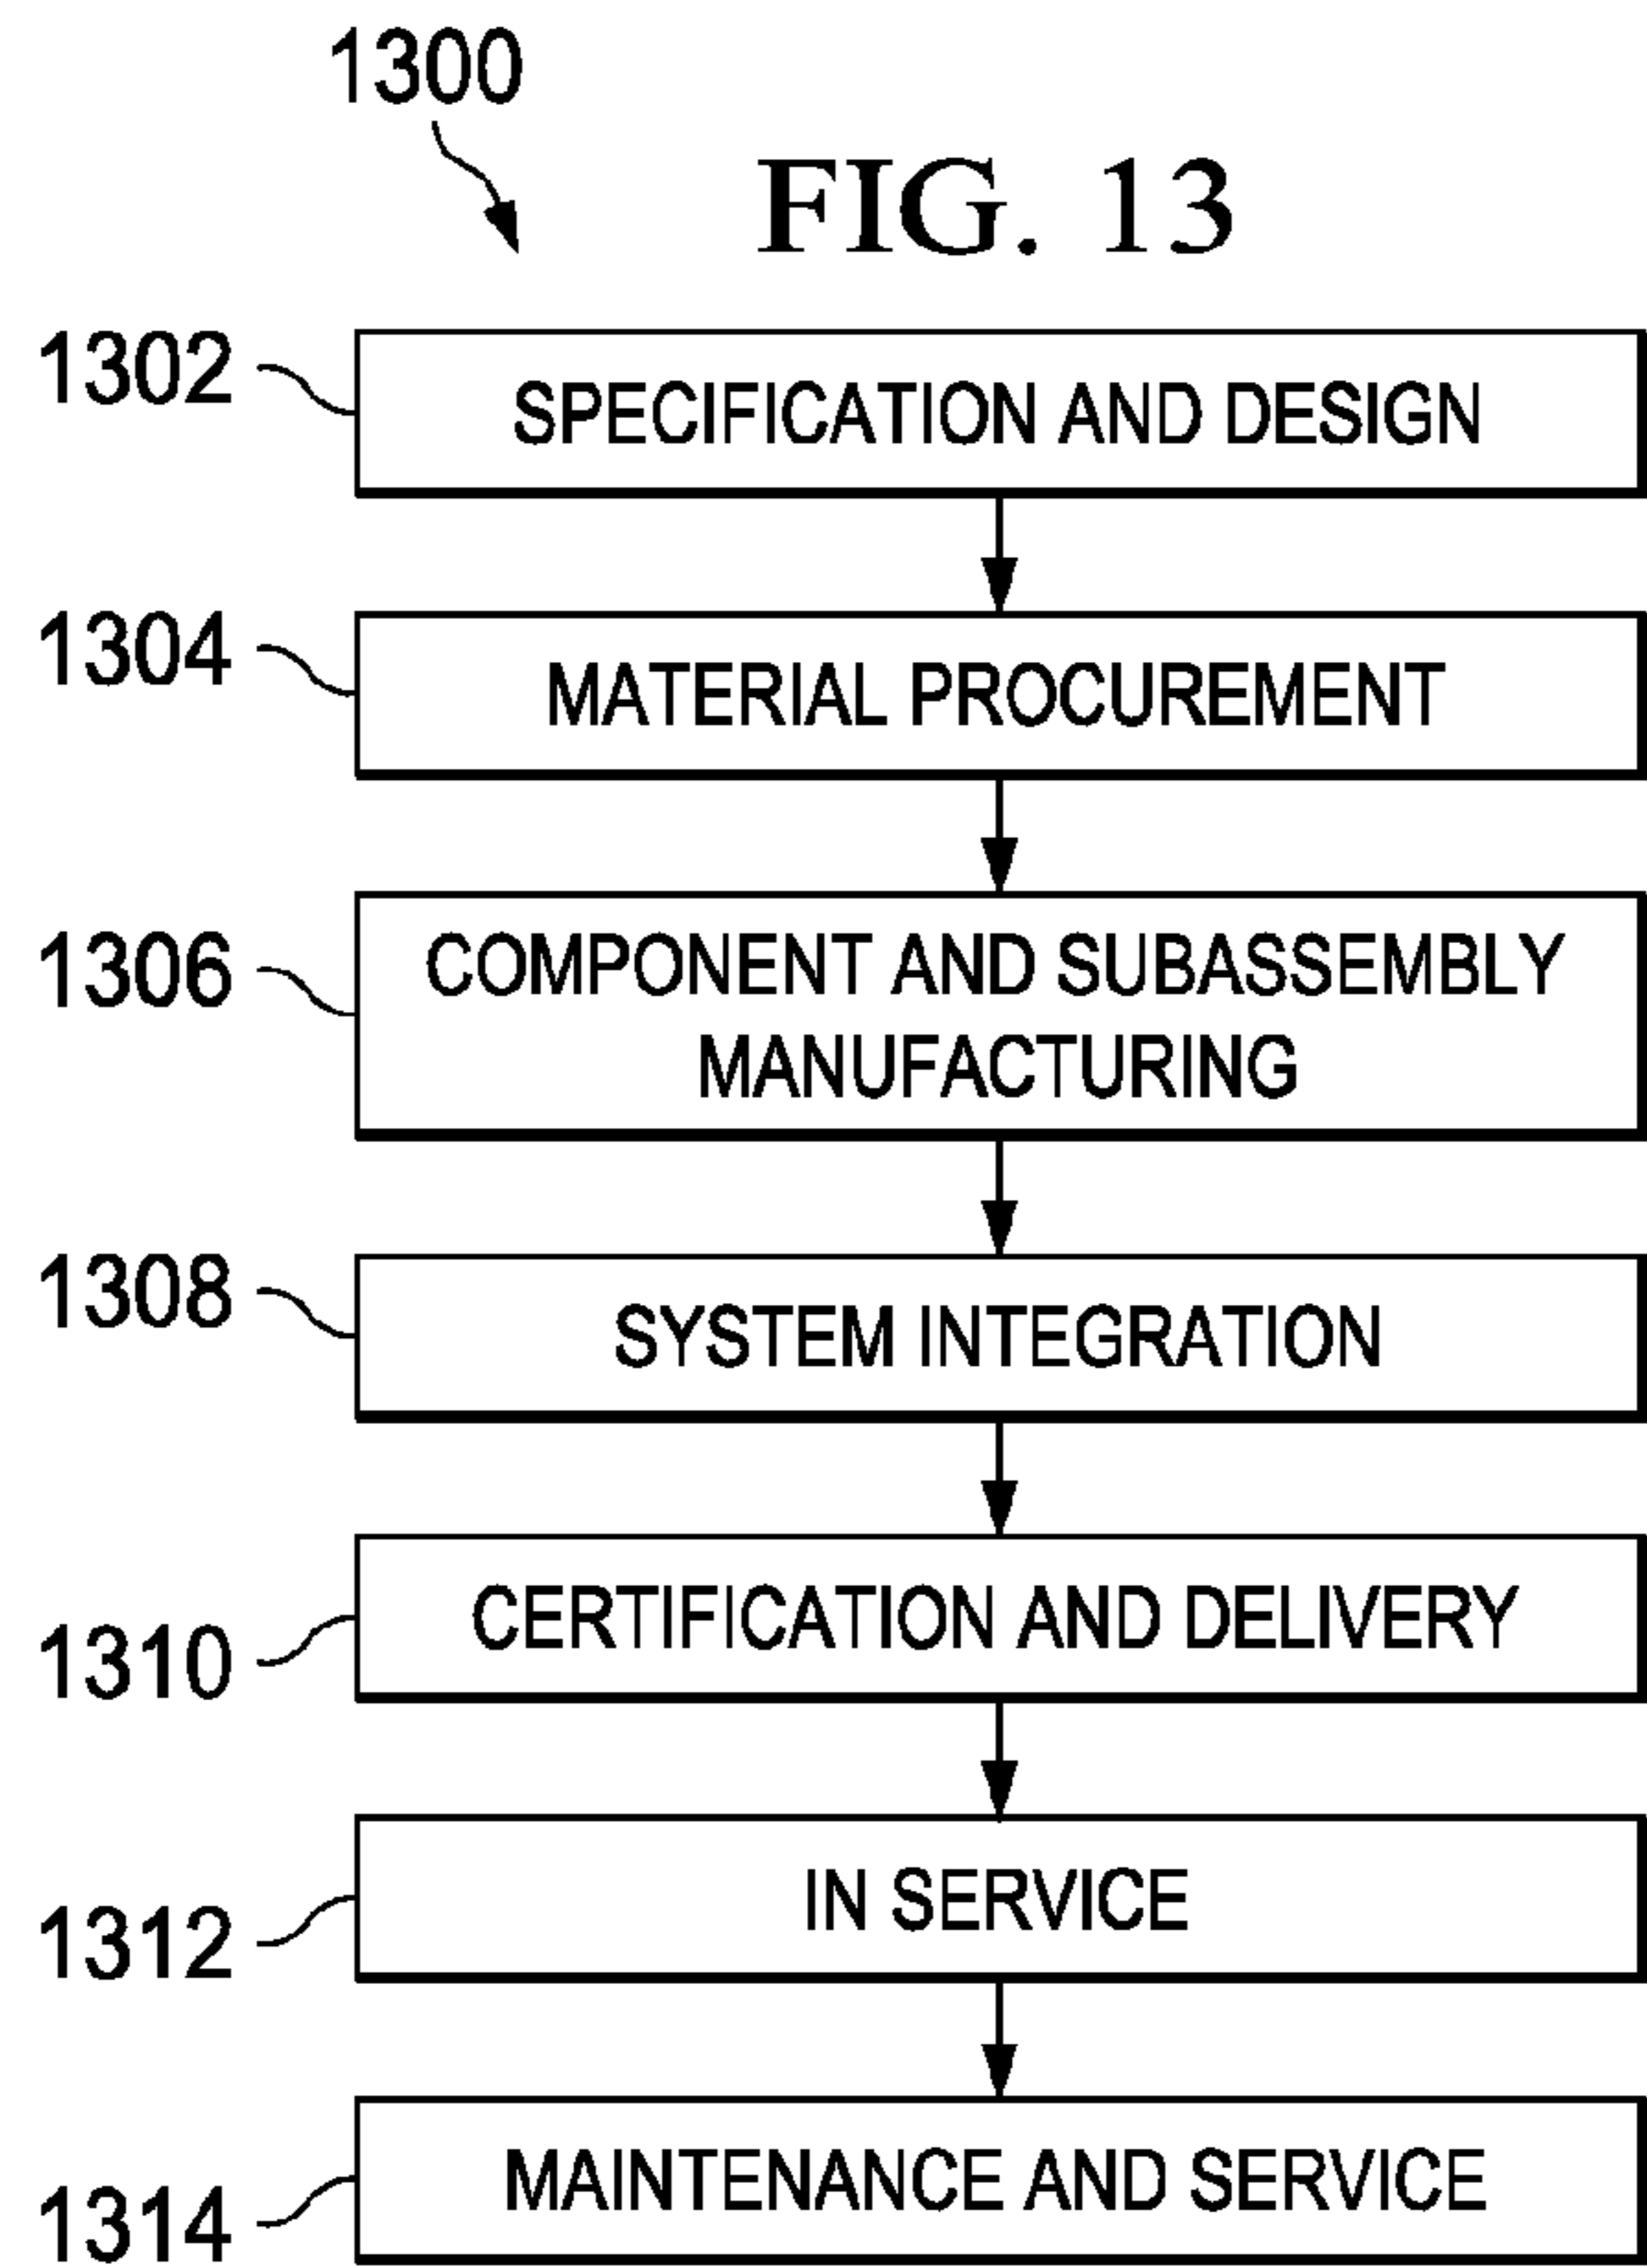 1300
FIG. 13
1302
SPECIFICATION AND DESIGN
1304
MATERIAL PROCUREMENT
1306
COMPONENT AND SUBASSEMBLY
MANUFACTURING
1308
SYSTEM INTEGRATION
1310
CERTIFICATION AND DELIVERY
1312
IN SERVICE
1314
MAINTENANCE AND SERVICE